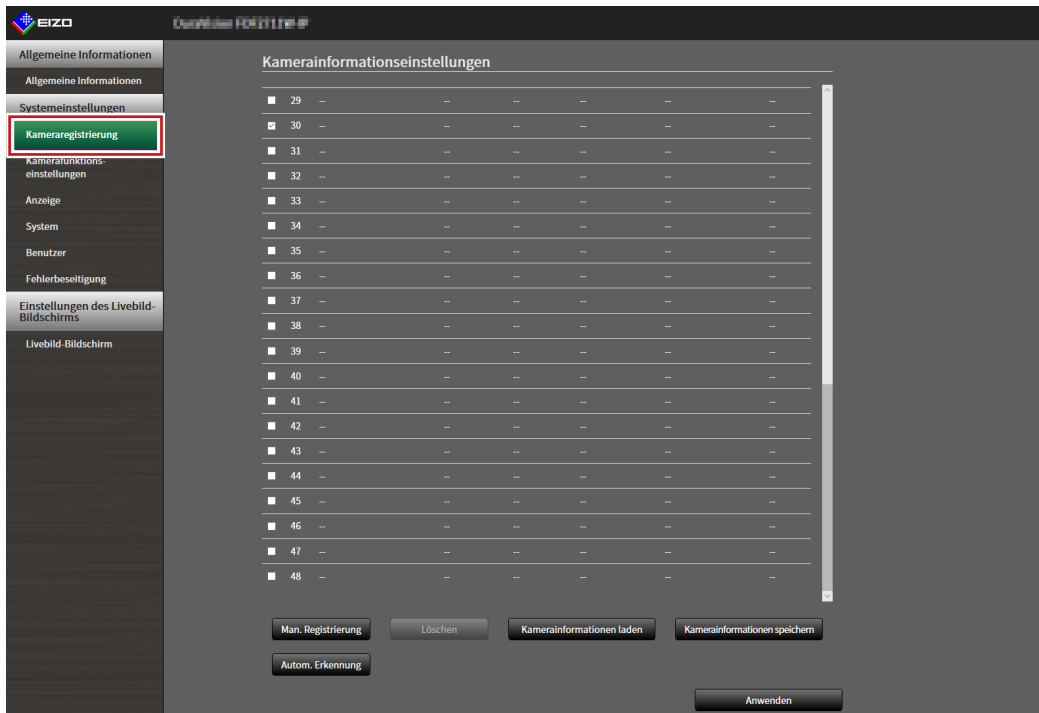 EIZO
Allgemeine Informationen
Allgemeine Informationen
Systemeinstellungen
Kameraregistrierung
Kamerafunktions-
einstellungen
Anzeige
System
Benutzer
Fehlerbeseitigung
Einstellungen des Livebild-
Bildschirms
Livebild-Bildschirm
Kamerainformationseinstellungen
29 -- -- -- -- -- --
30 -- -- -- -- -- --
31 -- -- -- -- -- --
32 -- -- -- -- -- --
33 -- -- -- -- -- --
34 -- -- -- -- -- --
35 -- -- -- -- -- --
36 -- -- -- -- -- --
37 -- -- -- -- -- --
38 -- -- -- -- -- --
39 -- -- -- -- -- --
40 -- -- -- -- -- --
41 -- -- -- -- -- --
42 -- -- -- -- -- --
43 -- -- -- -- -- --
44 -- -- -- -- -- --
45 -- -- -- -- -- --
46 -- -- -- -- -- --
47 -- -- -- -- -- --
48 -- -- -- -- -- --
Man. Registrierung Löschen Kamerainformationen laden Kamerainformationen speichern
Autom. Erkennung
Anwenden